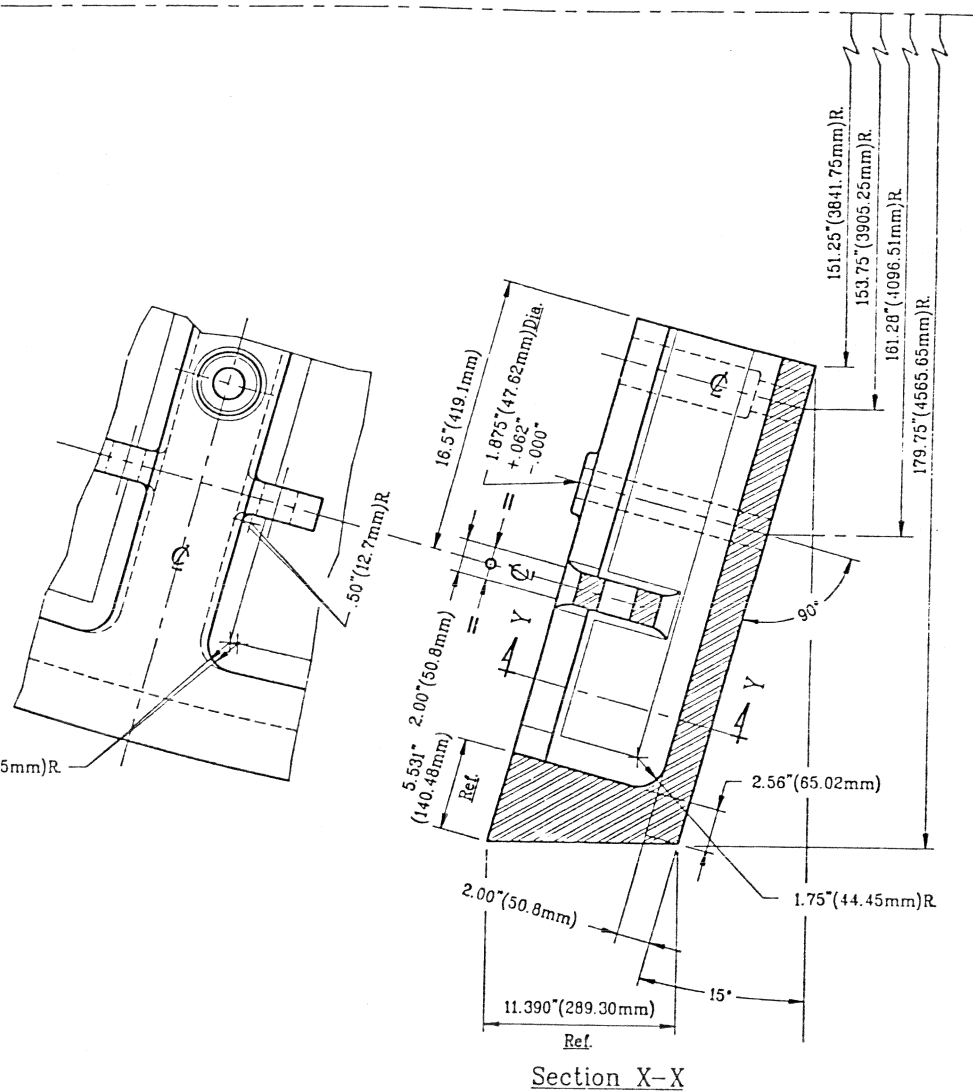 151.25"(3841.75mm)R.
153.75"(3905.25mm)R.
161.28"(4096.51mm)R.
179.75"(4565.65mm)R.
16.5"(419.1mm)
1.875"(47.62mm)Dia.
+.062"
-.000"
=
=
.50"(12.7mm)R.
℄
℄
℄
90°
Y
Y
2.00"(50.8mm)
5.531"
(140.48mm)
Ref.
5mm)R.
2.56"(65.02mm)
1.75"(44.45mm)R.
2.00"(50.8mm)
15°
11.390"(289.30mm)
Ref.
Section X-X